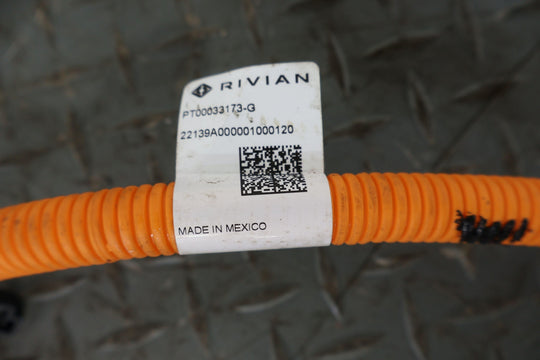 RIVIAN
PT00033173-G
22139A000001000120
MADE IN MEXICO